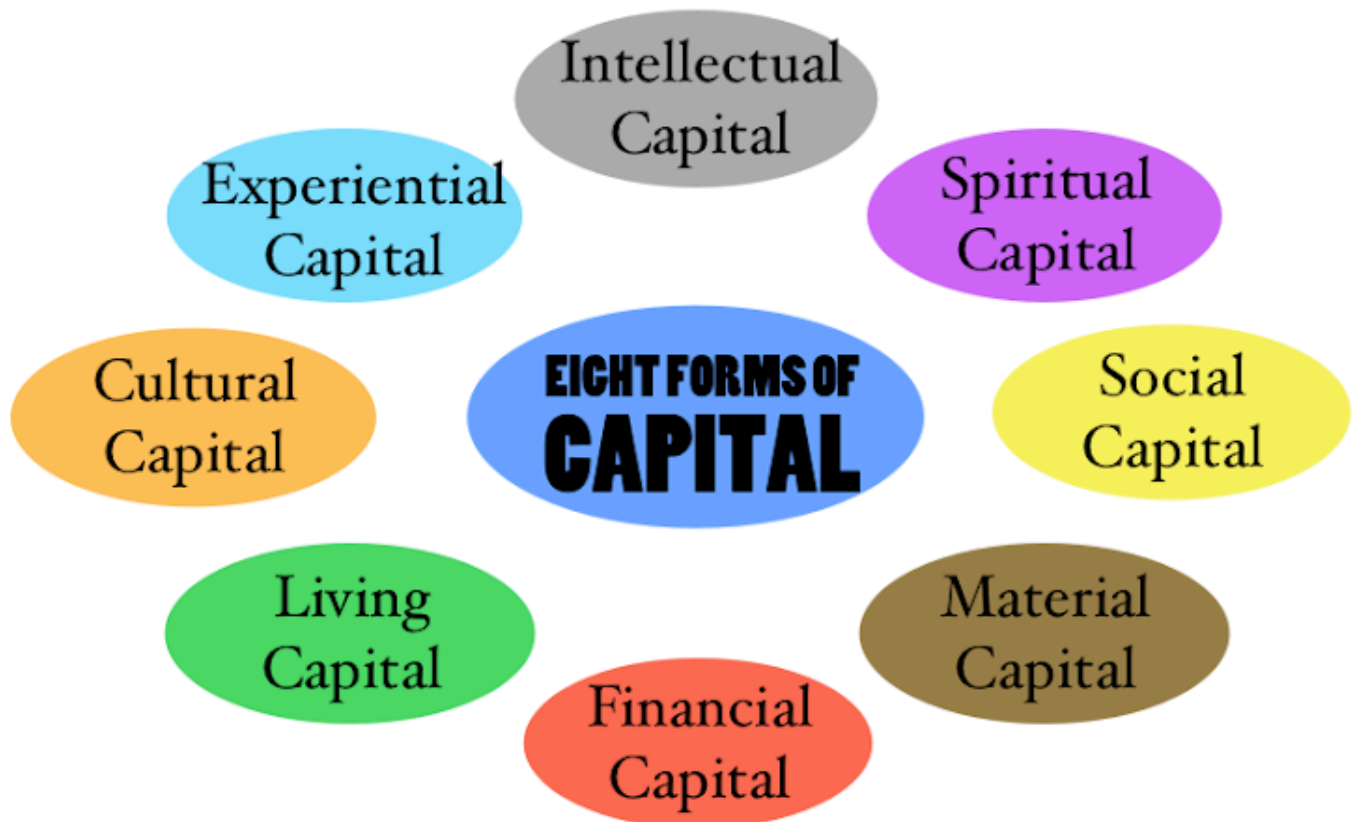 Intellectual
Capital
Spiritual
Capital
Social
Capital
Material
Capital
Financial
Capital
Living
Capital
Cultural
Capital
Experiential
Capital
EIGHT FORMS OF
CAPITAL